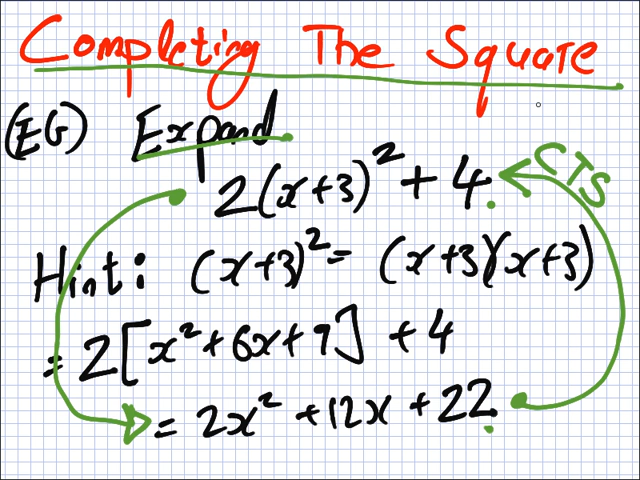 Completing The Square
(EG) Expand
2(x+3)² + 4
CTS
Hint: (x+3)² = (x+3)(x+3)
= 2[x² + 6x + 9] + 4
= 2x² + 12x + 22